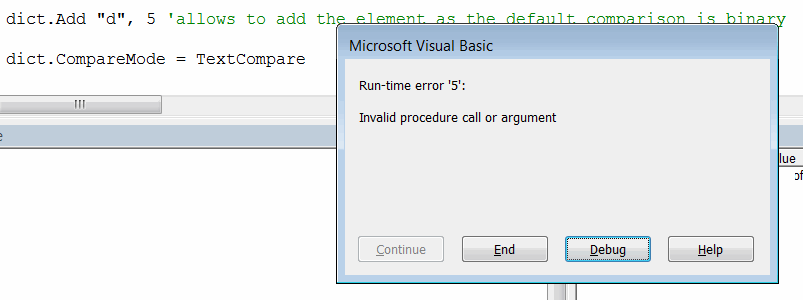 dict.Add "d", 5 'allows to add the element as the default comparison is binary
dict.CompareMode = TextCompare
Microsoft Visual Basic
Run-time error '5':
Invalid procedure call or argument
Continue
End
Debug
Help
e
lue
of